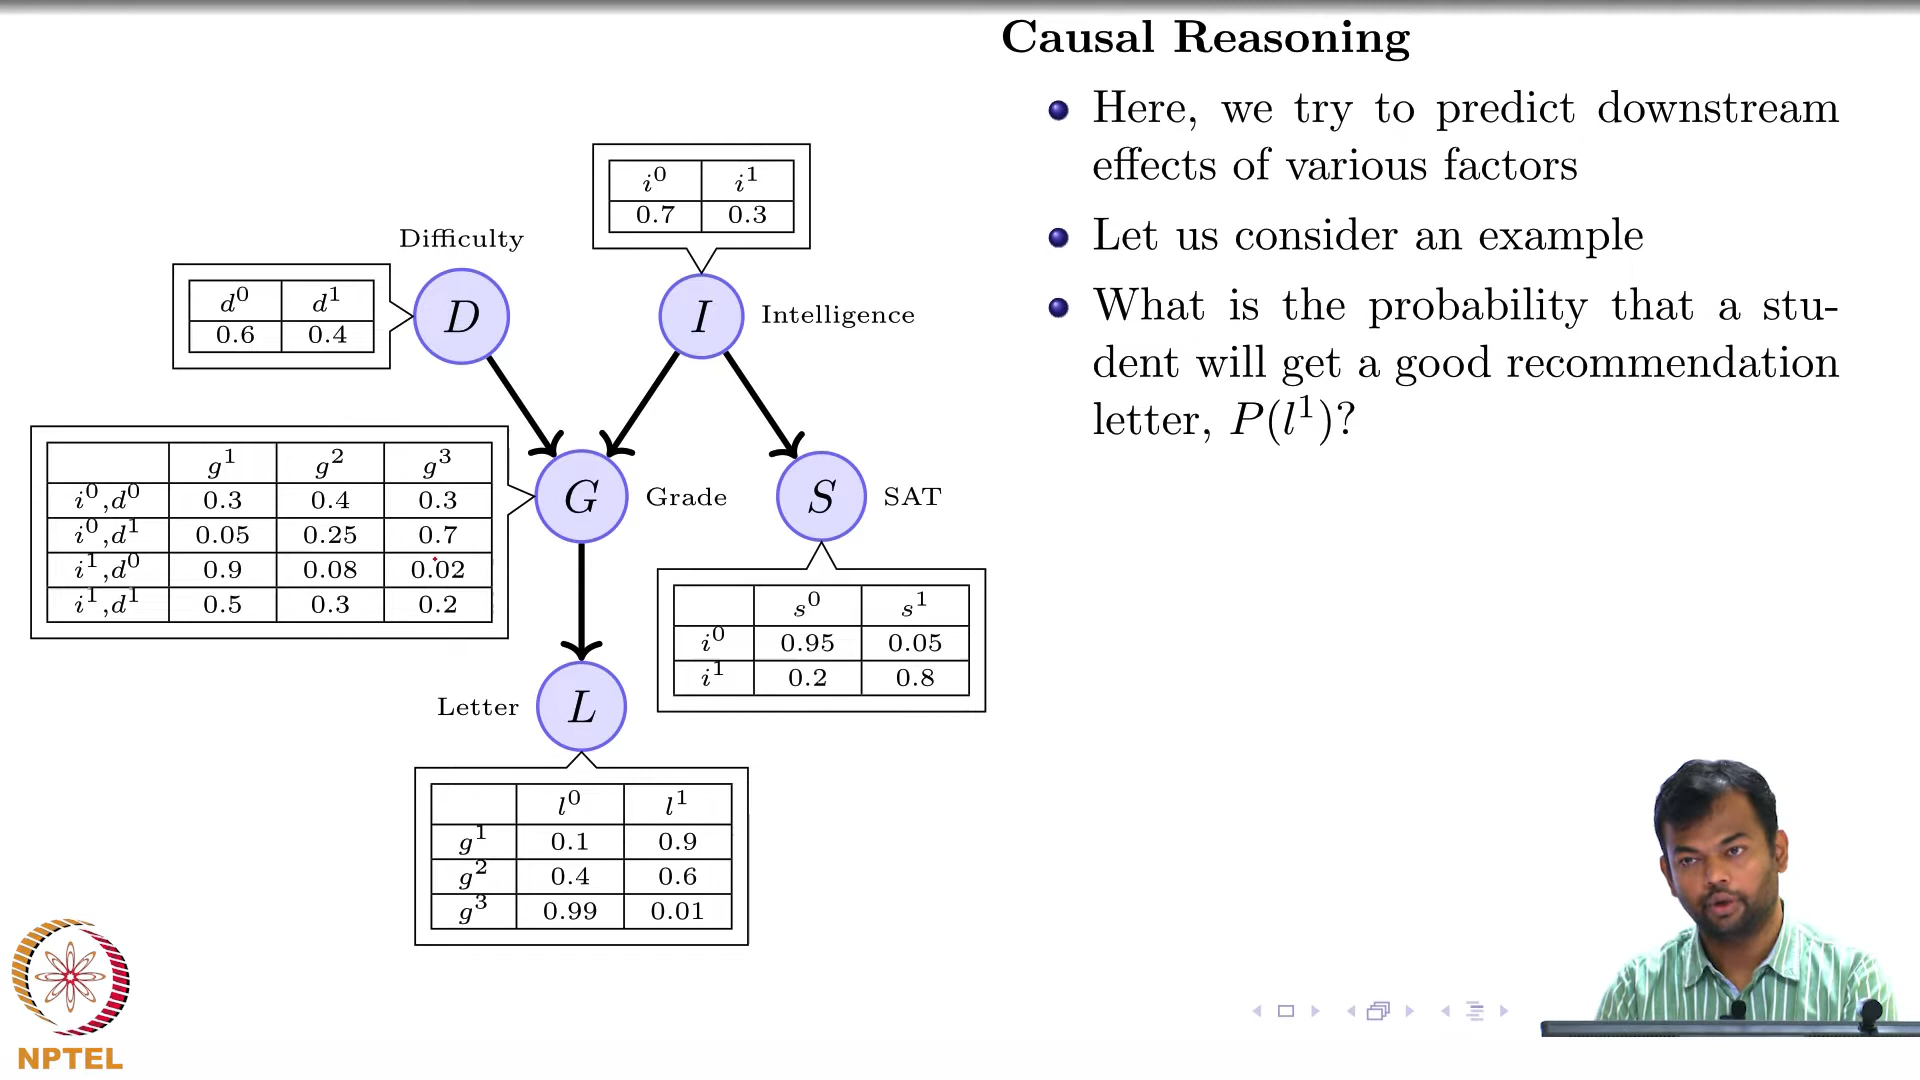 Causal Reasoning
Here, we try to predict downstream
effects of various factors
Let us consider an example
What is the probability that a stu-
dent will get a good recommendation
letter, P(l¹)?
i⁰ i¹
0.7 0.3
Difficulty
d⁰ d¹
0.6 0.4
D
I
Intelligence
g¹ g² g³
i⁰,d⁰ 0.3 0.4 0.3
i⁰,d¹ 0.05 0.25 0.7
i¹,d⁰ 0.9 0.08 0.02
i¹,d¹ 0.5 0.3 0.2
G
Grade
S
SAT
s⁰ s¹
i⁰ 0.95 0.05
i¹ 0.2 0.8
Letter
L
l⁰ l¹
g¹ 0.1 0.9
g² 0.4 0.6
g³ 0.99 0.01
NPTEL